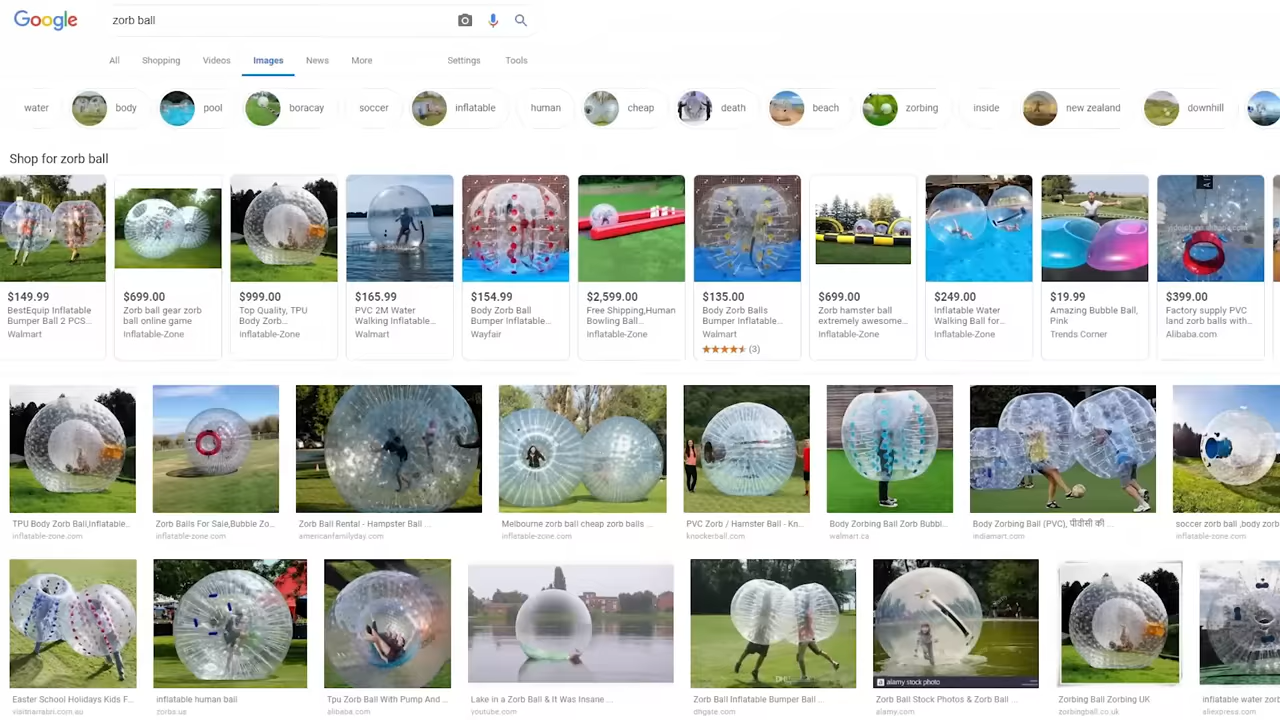 Google
zorb ball
All Shopping Videos Images News More Settings Tools
water body pool boracay soccer inflatable human cheap death beach zorbing inside new zealand downhill
Shop for zorb ball
$149.99 $699.00 $999.00 $165.99 $154.99 $2,599.00 $135.00 $699.00 $249.00 $19.99 $399.00
BestEquip Inflatable Zorb ball gear zorb Top Quality, TPU PVC 2M Water Body Zorb Ball Free Shipping,Human Body Zorb Balls Zorb hamster ball Inflatable Water Amazing Bubble Ball, Factory supply PVC
Bumper Ball 2 PCS... ball online game Body Zorb... Walking Inflatable... Bumper Inflatable... Bowling Ball... Bumper Inflatable... extremely awesome... Walking Ball for... Pink land zorb balls with...
Walmart Inflatable-Zone Inflatable-Zone Walmart Wayfair Inflatable-Zone Walmart Inflatable-Zone Inflatable-Zone Trends Corner Alibaba.com
(3)
TPU Body Zorb Ball,Inflatable... Zorb Balls For Sale,Bubble Zo... Zorb Ball Rental - Hampster Ball ... Melbourne zorb ball cheap zorb balls ... PVC Zorb / Hamster Ball - Kn... Body Zorbing Ball Zorb Bubbl... Body Zorbing Ball (PVC), पीवीसी की ... soccer zorb ball ,body zorb
inflatable-zone.com inflatable-zone.com americanfamilyday.com inflatable-zone.com knockerball.com walmart.ca indiamart.com inflatable-zone.com
a alamy stock photo
Easter School Holidays Kids F... inflatable human ball Tpu Zorb Ball With Pump And ... Lake in a Zorb Ball & It Was Insane ... Zorb Ball Inflatable Bumper Ball ... Zorb Ball Stock Photos & Zorb Ball ... Zorbing Ball Zorbing UK inflatable water zorb
visitnarrabri.com.au zorbs.us alibaba.com youtube.com dhgate.com alamy.com zorbingball.co.uk aliexpress.com